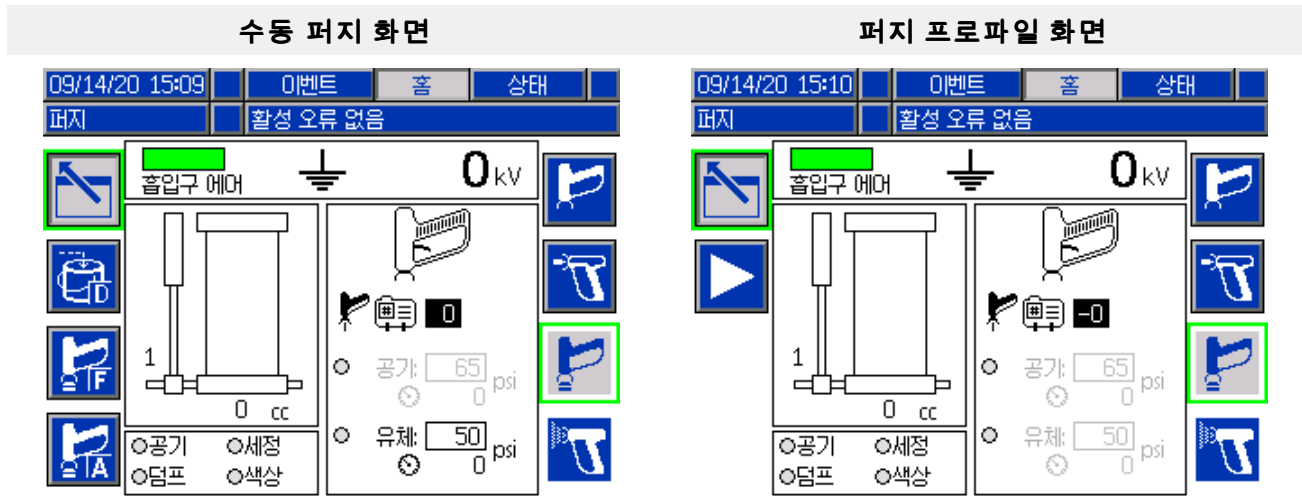 수동 퍼지 화면
퍼지 프로파일 화면
09/14/20 15:09 이벤트 홈 상태
퍼지 활성 오류 없음
흡입구 에어 0 kV
D
# 0
F
1
공기: 65 psi
0
0 cc
A
공기 세정
덤프 색상
유체: 50 psi
0
09/14/20 15:10 이벤트 홈 상태
퍼지 활성 오류 없음
흡입구 에어 0 kV
# -0
1
공기: 65 psi
0
0 cc
공기 세정
덤프 색상
유체: 50 psi
0